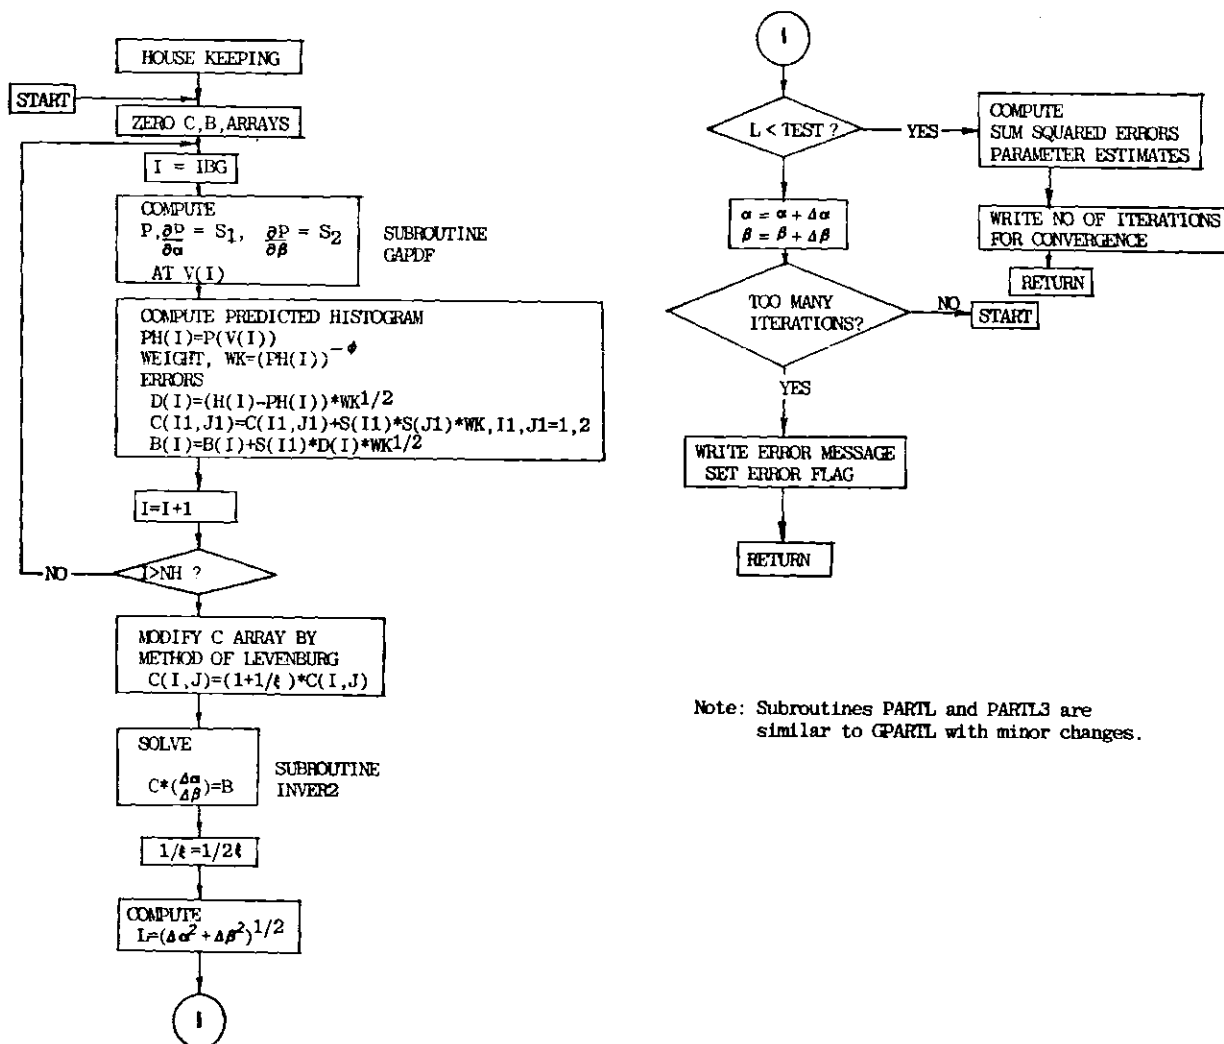 HOUSE KEEPING
START
ZERO C,B,ARRAYS
I = IBG
COMPUTE
P, ∂P/∂α = S1, ∂P/∂β = S2
AT V(I)
SUBROUTINE
GAPDF
COMPUTE PREDICTED HISTOGRAM
PH(I)=P(V(I))
WEIGHT, WK=(PH(I))^-ϕ
ERRORS
D(I)=(H(I)-PH(I))*WK^1/2
C(I1,J1)=C(I1,J1)+S(I1)*S(J1)*WK,I1,J1=1,2
B(I)=B(I)+S(I1)*D(I)*WK^1/2
I=I+1
NO
I>NH ?
MODIFY C ARRAY BY
METHOD OF LEVENBURG
C(I,J)=(1+1/ℓ)*C(I,J)
SOLVE
C*(Δα/Δβ)=B
SUBROUTINE
INVER2
1/ℓ=1/2ℓ
COMPUTE
L=(Δα²+Δβ²)^1/2
1
1
L < TEST ?
YES
COMPUTE
SUM SQUARED ERRORS
PARAMETER ESTIMATES
WRITE NO OF ITERATIONS
FOR CONVERGENCE
RETURN
α = α + Δα
β = β + Δβ
TOO MANY
ITERATIONS?
NO
START
YES
WRITE ERROR MESSAGE
SET ERROR FLAG
RETURN
Note: Subroutines PARTL and PARTL3 are
similar to GPARTL with minor changes.